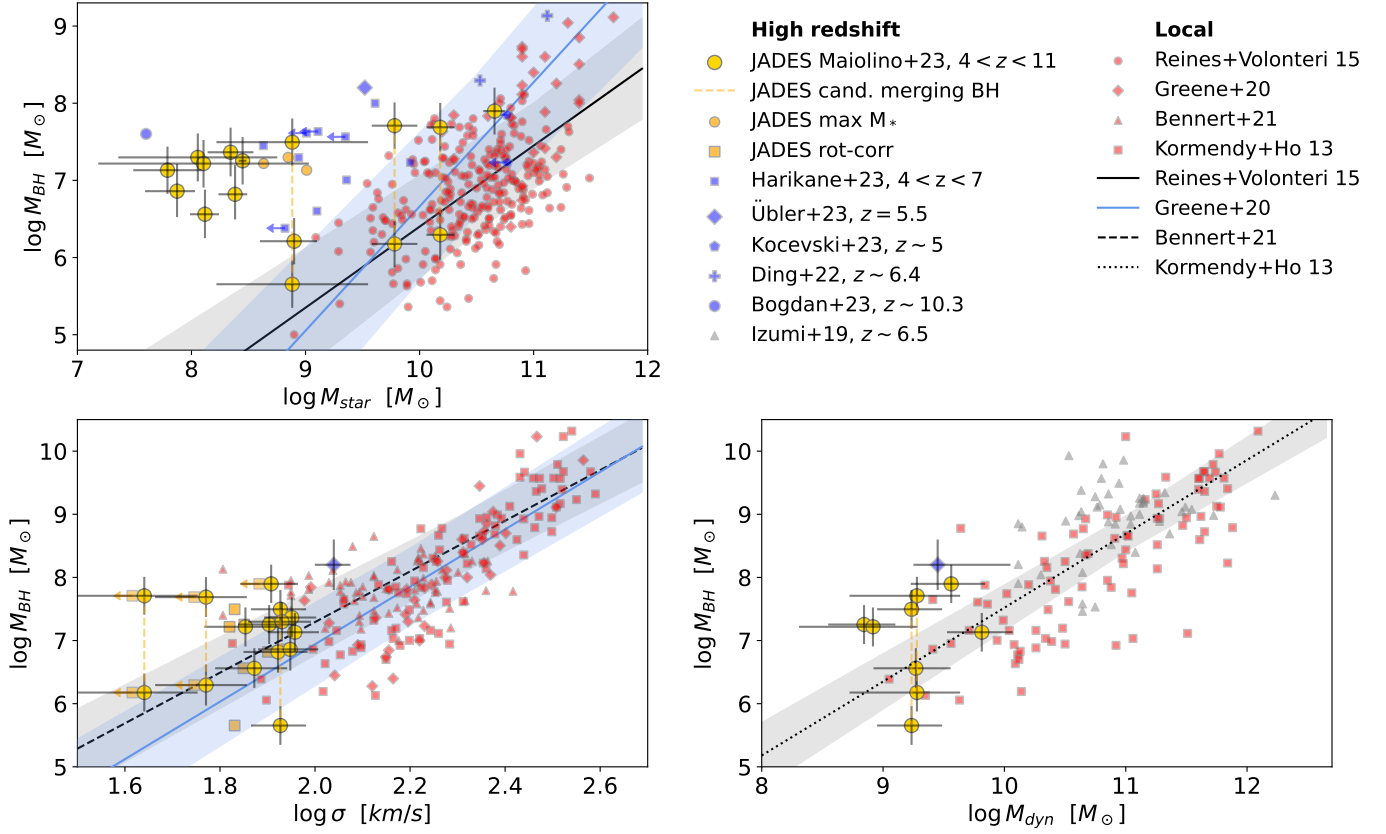 9
8
7
6
5
log M_BH [M_⊙]
7 8 9 10 11 12
log M_star [M_⊙]
High redshift
JADES Maiolino+23, 4 < z < 11
JADES cand. merging BH
JADES max M_*
JADES rot-corr
Harikane+23, 4 < z < 7
Übler+23, z = 5.5
Kocevski+23, z ~ 5
Ding+22, z ~ 6.4
Bogdan+23, z ~ 10.3
Izumi+19, z ~ 6.5
Local
Reines+Volonteri 15
Greene+20
Bennert+21
Kormendy+Ho 13
Reines+Volonteri 15
Greene+20
Bennert+21
Kormendy+Ho 13
10
9
8
7
6
5
log M_BH [M_⊙]
1.6 1.8 2.0 2.2 2.4 2.6
log σ [km/s]
10
9
8
7
6
5
log M_BH [M_⊙]
8 9 10 11 12
log M_dyn [M_⊙]